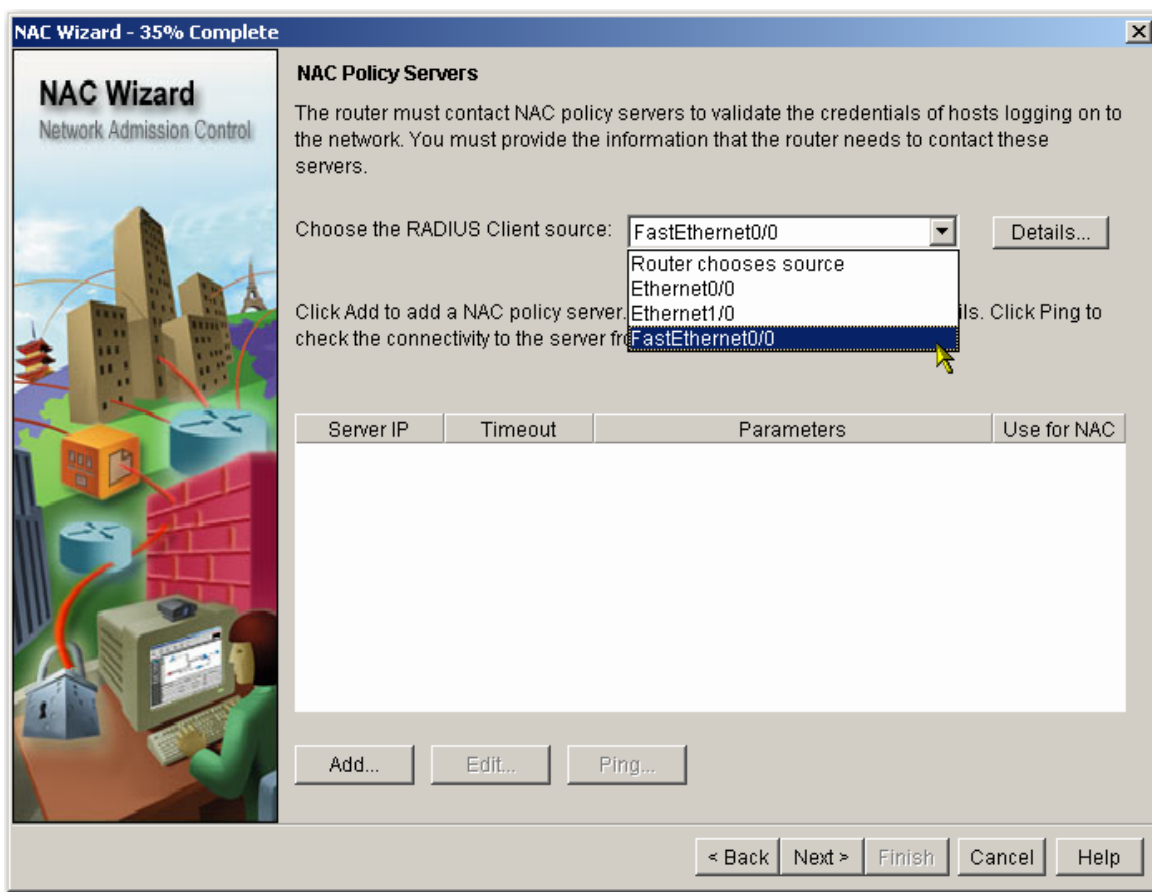 NAC Wizard - 35% Complete
NAC Wizard
Network Admission Control
NAC Policy Servers
The router must contact NAC policy servers to validate the credentials of hosts logging on to
the network. You must provide the information that the router needs to contact these
servers.
Choose the RADIUS Client source: FastEthernet0/0 Details...
Router chooses source
Ethernet0/0
Ethernet1/0
FastEthernet0/0
Click Add to add a NAC policy server. ils. Click Ping to
check the connectivity to the server fr
Server IP Timeout Parameters Use for NAC
Add... Edit... Ping...
< Back Next > Finish Cancel Help